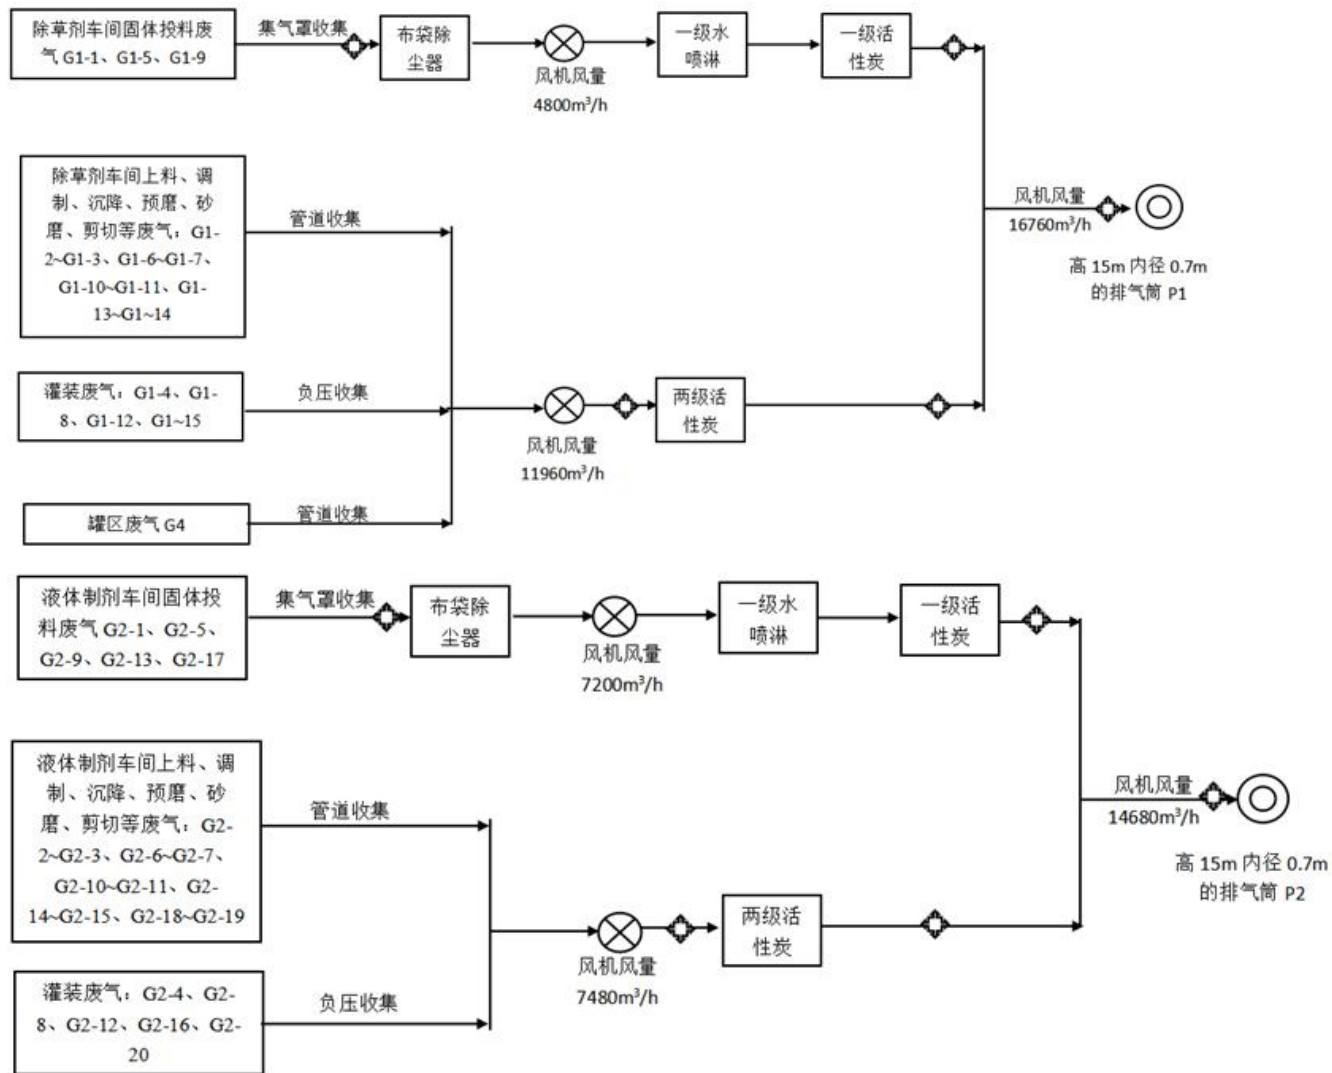 除草剂车间固体投料废
气 G1-1、G1-5、G1-9
集气罩收集
布袋除
尘器
风机风量
4800m³/h
一级水
喷淋
一级活
性炭
除草剂车间上料、调
制、沉降、预磨、砂
磨、剪切等废气：G1-
2~G1-3、G1-6~G1-7、
G1-10~G1-11、G1-
13~G1~14
管道收集
灌装废气：G1-4、G1-
8、G1-12、G1~15
负压收集
罐区废气 G4
管道收集
风机风量
11960m³/h
两级活
性炭
风机风量
16760m³/h
高 15m 内径 0.7m
的排气筒 P1
液体制剂车间固体投
料废气 G2-1、G2-5、
G2-9、G2-13、G2-17
集气罩收集
布袋除
尘器
风机风量
7200m³/h
一级水
喷淋
一级活
性炭
液体制剂车间上料、调
制、沉降、预磨、砂
磨、剪切等废气：G2-
2~G2-3、G2-6~G2-7、
G2-10~G2-11、G2-
14~G2-15、G2-18~G2-19
管道收集
灌装废气：G2-4、G2-
8、G2-12、G2-16、G2-
20
负压收集
风机风量
7480m³/h
两级活
性炭
风机风量
14680m³/h
高 15m 内径 0.7m
的排气筒 P2